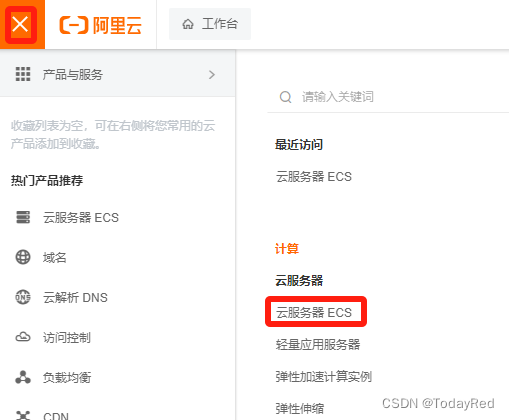 阿里云
工作台
产品与服务
收藏列表为空，可在右侧将您常用的云
产品添加到收藏。
热门产品推荐
云服务器 ECS
域名
云解析 DNS
访问控制
负载均衡
CDN
请输入关键词
最近访问
云服务器 ECS
计算
云服务器
云服务器 ECS
轻量应用服务器
弹性加速计算实例
弹性伸缩
CSDN @TodayRed